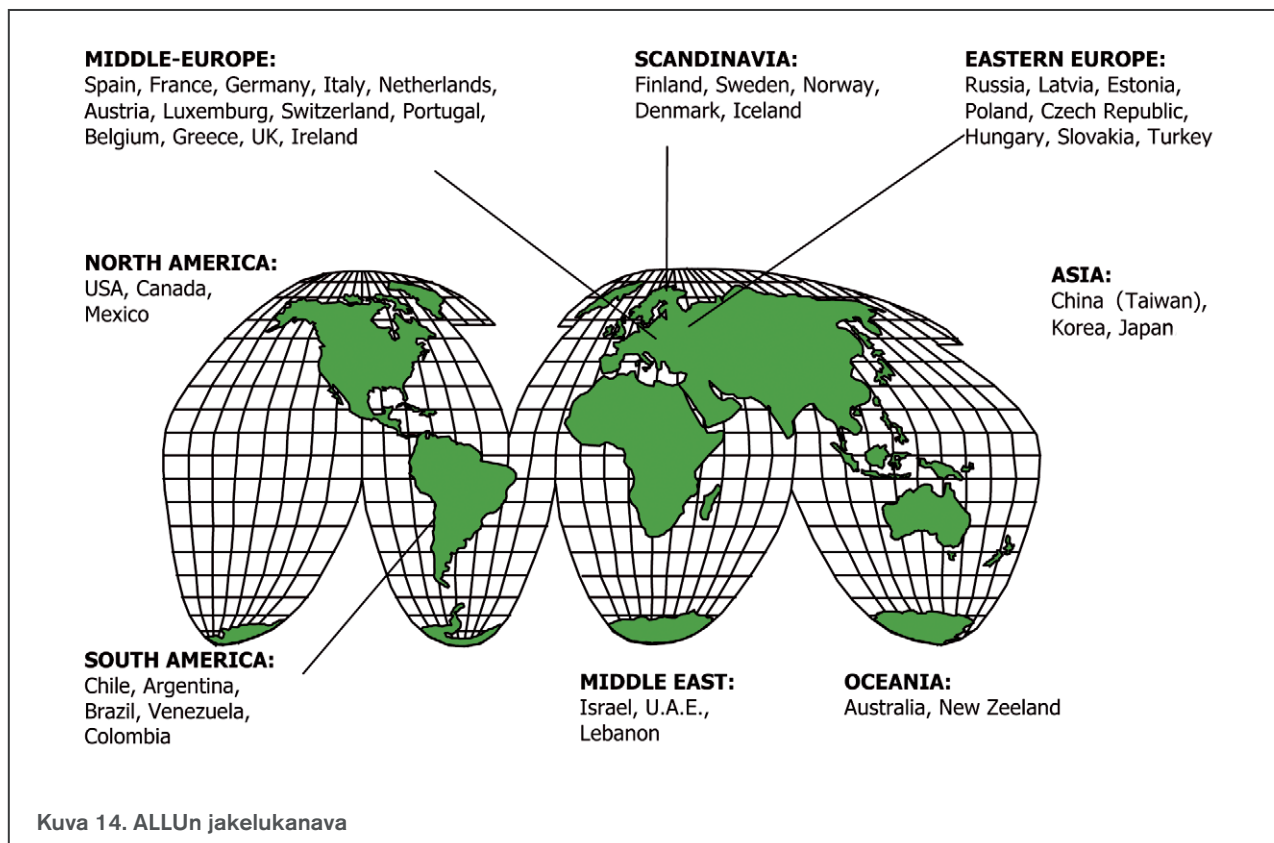 MIDDLE-EUROPE:
Spain, France, Germany, Italy, Netherlands,
Austria, Luxemburg, Switzerland, Portugal,
Belgium, Greece, UK, Ireland
SCANDINAVIA:
Finland, Sweden, Norway,
Denmark, Iceland
EASTERN EUROPE:
Russia, Latvia, Estonia,
Poland, Czech Republic,
Hungary, Slovakia, Turkey
NORTH AMERICA:
USA, Canada,
Mexico
ASIA:
China (Taiwan),
Korea, Japan
SOUTH AMERICA:
Chile, Argentina,
Brazil, Venezuela,
Colombia
MIDDLE EAST:
Israel, U.A.E.,
Lebanon
OCEANIA:
Australia, New Zeeland
Kuva 14. ALLUn jakelukanava